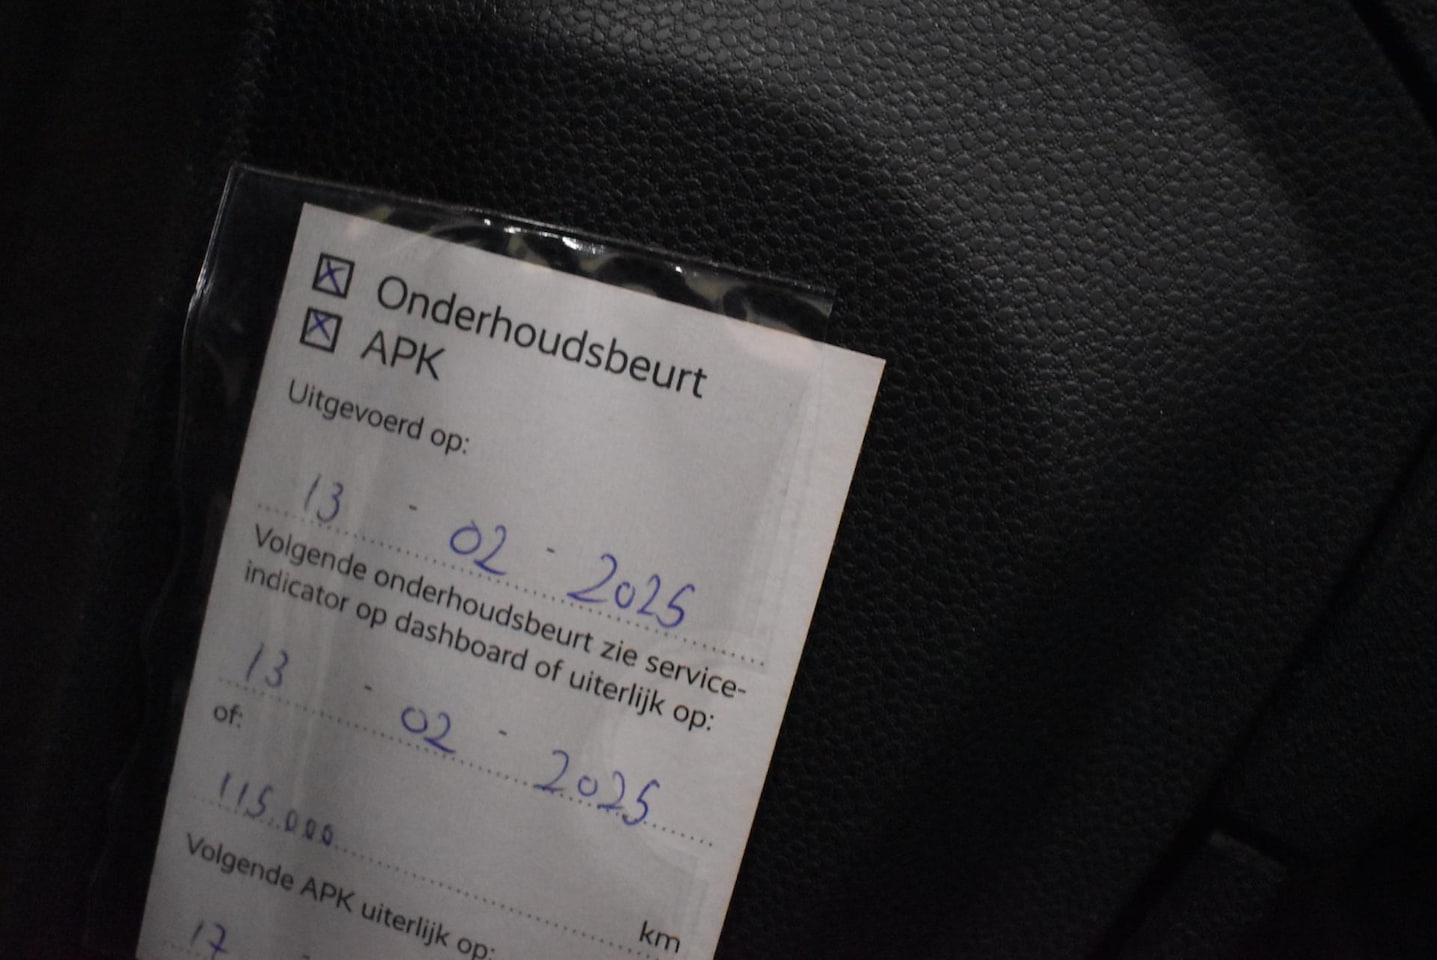 Onderhoudsbeurt
APK
Uitgevoerd op:
13 - 02 - 2025
Volgende onderhoudsbeurt zie service-
indicator op dashboard of uiterlijk op:
13 - 02 - 2025
of:
115.000 km
Volgende APK uiterlijk op:
17 -